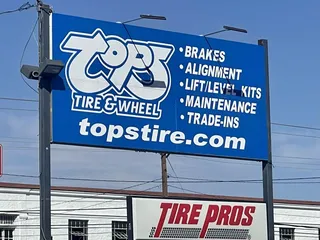 TOPS
TIRE & WHEEL
• BRAKES
• ALIGNMENT
• LIFT/LEVEL KITS
• MAINTENANCE
• TRADE-INS
topstire.com
TIRE PROS